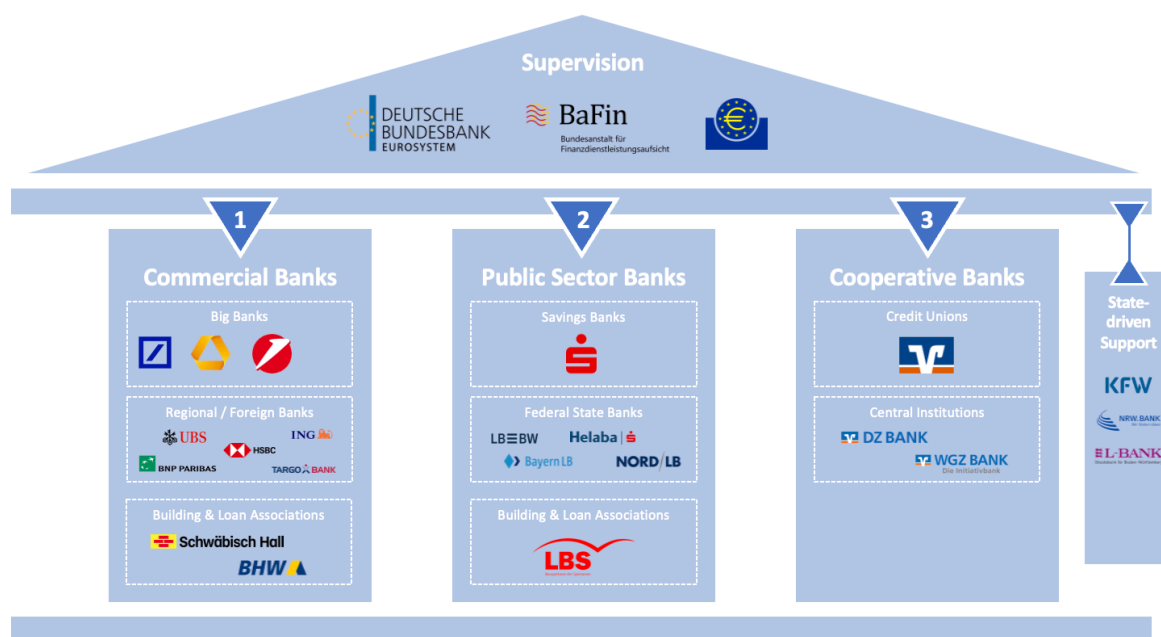 Supervision
DEUTSCHE
BUNDESBANK
EUROSYSTEM
BaFin
Bundesanstalt für
Finanzdienstleistungsaufsicht
€
1
2
3
Commercial Banks
Big Banks
Regional / Foreign Banks
UBS
ING
HSBC
BNP PARIBAS
TARGO BANK
Building & Loan Associations
Schwäbisch Hall
BHW
Public Sector Banks
Savings Banks
Federal State Banks
LB BW
Helaba
BayernLB
NORD/LB
Building & Loan Associations
LBS
Cooperative Banks
Credit Unions
Central Institutions
DZ BANK
WGZ BANK
Die Initiativbank
State-
driven
Support
KFW
NRW.BANK
L-BANK